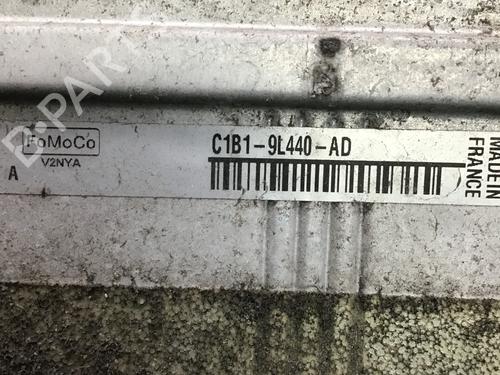 B-PARTS
FoMoCo
V2NYA
A
C1B1-9L440-AD
MADE IN
FRANCE